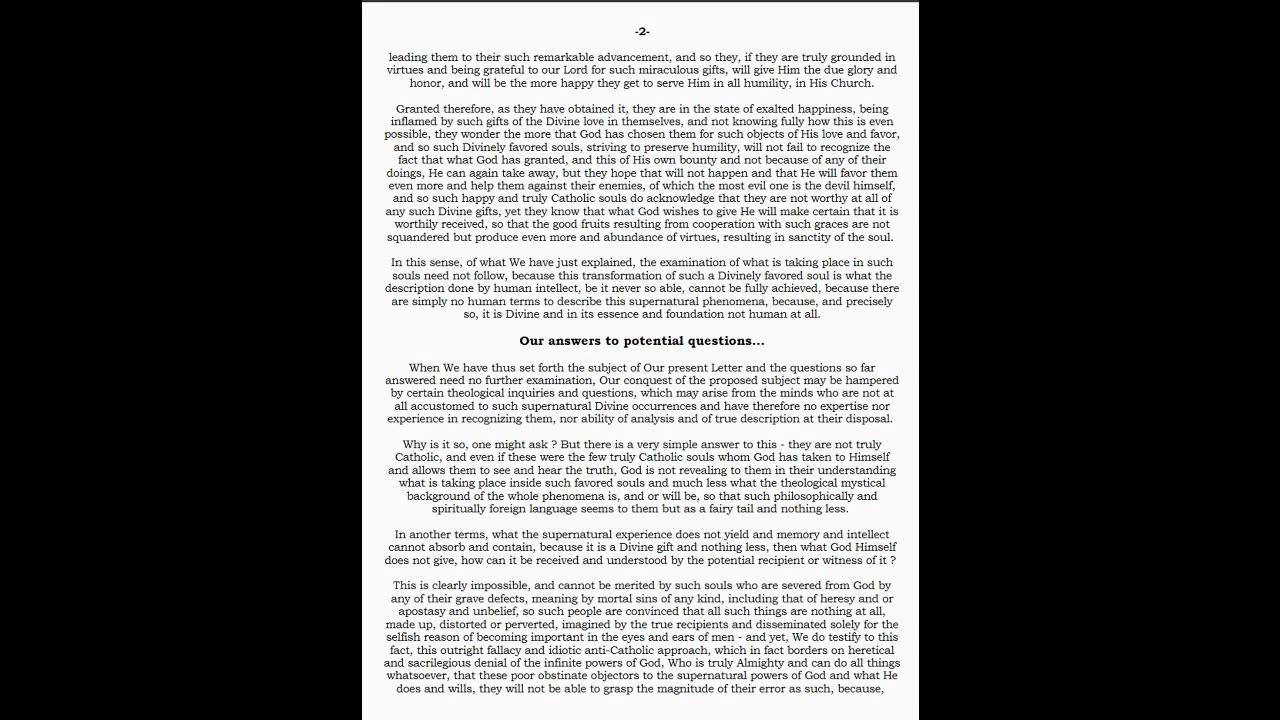 -2-
leading them to their such remarkable advancement, and so they, if they are truly grounded in
virtues and being grateful to our Lord for such miraculous gifts, will give Him the due glory and
honor, and will be the more happy they get to serve Him in all humility, in His Church.
Granted therefore, as they have obtained it, they are in the state of exalted happiness, being
inflamed by such gifts of the Divine love in themselves, and not knowing fully how this is even
possible, they wonder the more that God has chosen them for such objects of His love and favor,
and so such Divinely favored souls, striving to preserve humility, will not fail to recognize the
fact that what God has granted, and this of His own bounty and not because of any of their
doings, He can again take away, but they hope that will not happen and that He will favor them
even more and help them against their enemies, of which the most evil one is the devil himself,
and so such happy and truly Catholic souls do acknowledge that they are not worthy at all of
any such Divine gifts, yet they know that what God wishes to give He will make certain that it is
worthily received, so that the good fruits resulting from cooperation with such graces are not
squandered but produce even more and abundance of virtues, resulting in sanctity of the soul.
In this sense, of what We have just explained, the examination of what is taking place in such
souls need not follow, because this transformation of such a Divinely favored soul is what the
description done by human intellect, be it never so able, cannot be fully achieved, because there
are simply no human terms to describe this supernatural phenomena, because, and precisely
so, it is Divine and in its essence and foundation not human at all.
Our answers to potential questions...
When We have thus set forth the subject of Our present Letter and the questions so far
answered need no further examination, Our conquest of the proposed subject may be hampered
by certain theological inquiries and questions, which may arise from the minds who are not at
all accustomed to such supernatural Divine occurrences and have therefore no expertise nor
experience in recognizing them, nor ability of analysis and of true description at their disposal.
Why is it so, one might ask ? But there is a very simple answer to this - they are not truly
Catholic, and even if these were the few truly Catholic souls whom God has taken to Himself
and allows them to see and hear the truth, God is not revealing to them in their understanding
what is taking place inside such favored souls and much less what the theological mystical
background of the whole phenomena is, and or will be, so that such philosophically and
spiritually foreign language seems to them but as a fairy tail and nothing less.
In another terms, what the supernatural experience does not yield and memory and intellect
cannot absorb and contain, because it is a Divine gift and nothing less, then what God Himself
does not give, how can it be received and understood by the potential recipient or witness of it ?
This is clearly impossible, and cannot be merited by such souls who are severed from God by
any of their grave defects, meaning by mortal sins of any kind, including that of heresy and or
apostasy and unbelief, so such people are convinced that all such things are nothing at all,
made up, distorted or perverted, imagined by the true recipients and disseminated solely for the
selfish reason of becoming important in the eyes and ears of men - and yet, We do testify to this
fact, this outright fallacy and idiotic anti-Catholic approach, which in fact borders on heretical
and sacrilegious denial of the infinite powers of God, Who is truly Almighty and can do all things
whatsoever, that these poor obstinate objectors to the supernatural powers of God and what He
does and wills, they will not be able to grasp the magnitude of their error as such, because,